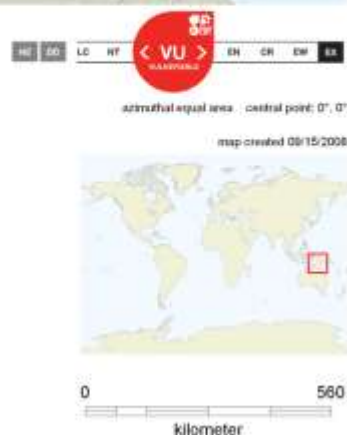 NE DD LC NT < VU > EN CR EW EX
VULNERABLE
azimuthal equal area central point: 0°, 0°
map created 09/15/2008
0 560
kilometer